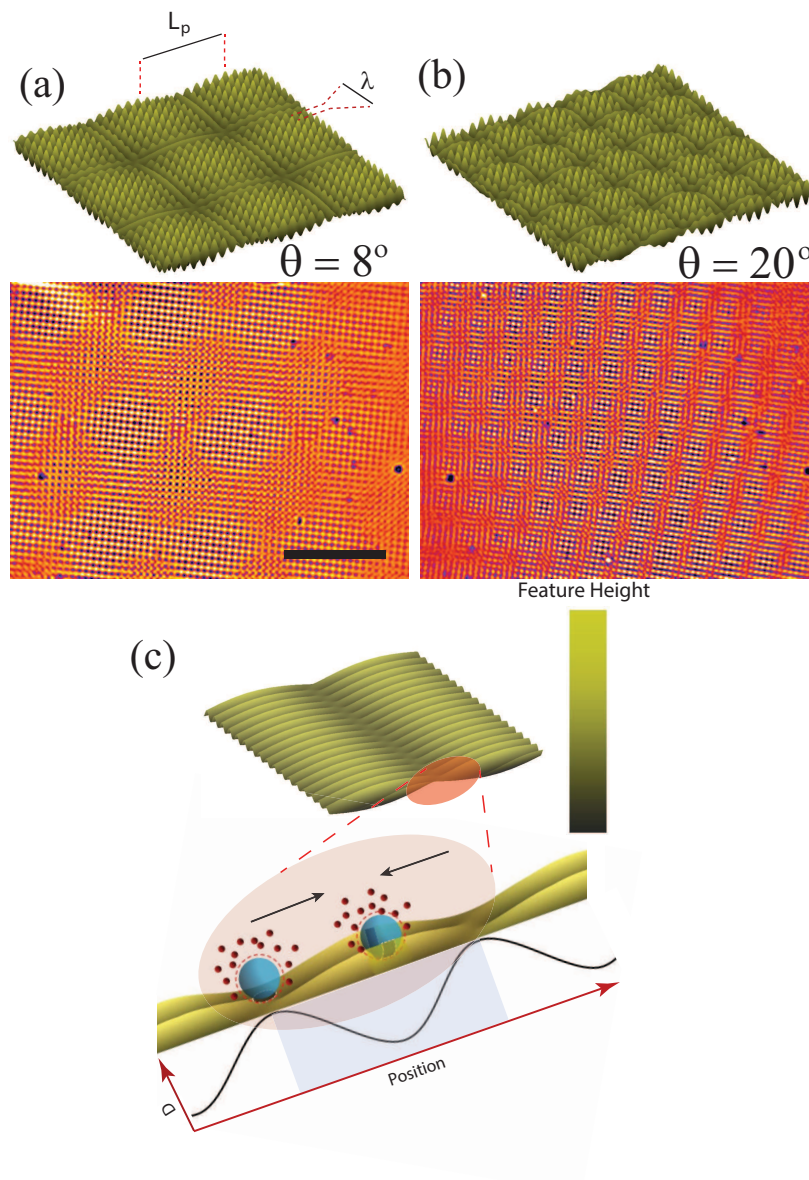 L_p
(a)
λ
(b)
θ = 8°
θ = 20°
Feature Height
(c)
Position
D